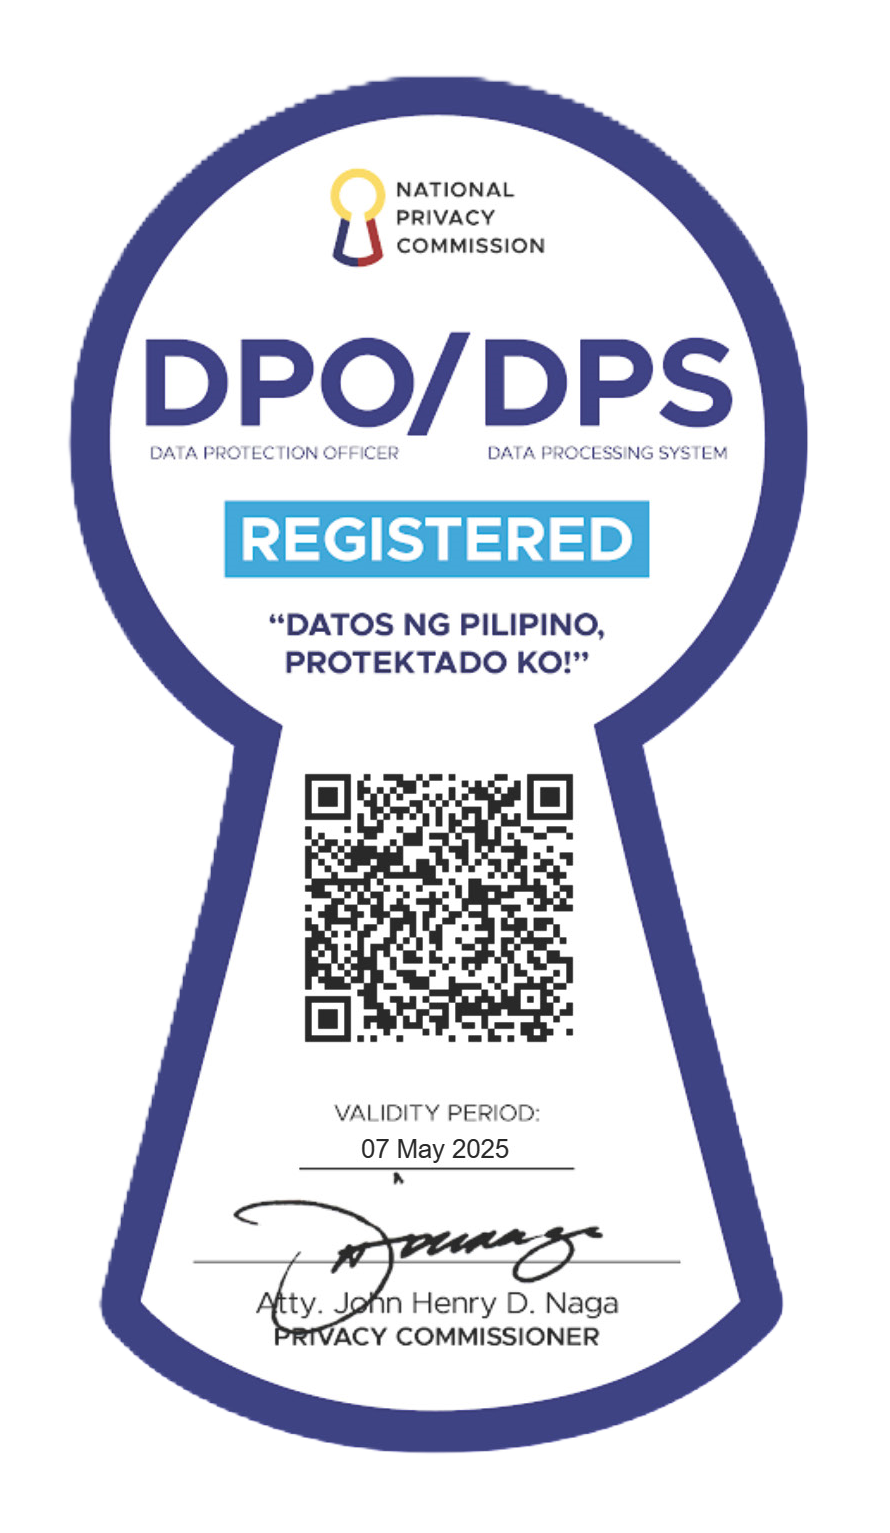 NATIONAL
PRIVACY
COMMISSION
DPO/DPS
DATA PROTECTION OFFICER DATA PROCESSING SYSTEM
REGISTERED
“DATOS NG PILIPINO,
PROTEKTADO KO!”
VALIDITY PERIOD:
07 May 2025
Atty. John Henry D. Naga
PRIVACY COMMISSIONER